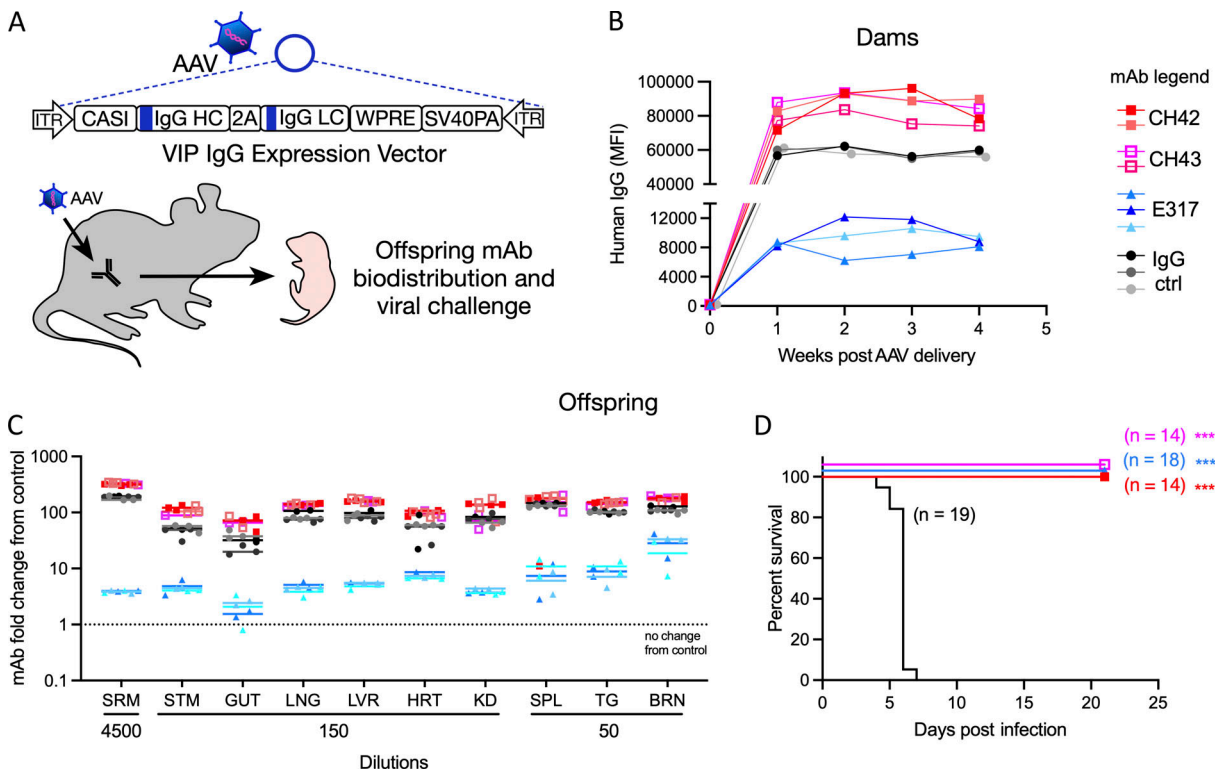 A
AAV
ITR CASI IgG HC 2A IgG LC WPRE SV40PA ITR
VIP IgG Expression Vector
AAV
Offspring mAb
biodistribution and
viral challenge
B
Dams
Human IgG (MFI)
100000
80000
60000
40000
12000
8000
4000
0
0 1 2 3 4 5
Weeks post AAV delivery
mAb legend
CH42
CH43
E317
IgG
ctrl
Offspring
C
mAb fold change from control
1000
100
10
1
0.1
no change
from control
SRM STM GUT LNG LVR HRT KD SPL TG BRN
4500 150 50
Dilutions
D
(n = 14) ***
(n = 18) ***
(n = 14) ***
(n = 19)
Percent survival
100
80
60
40
20
0
0 5 10 15 20 25
Days post infection